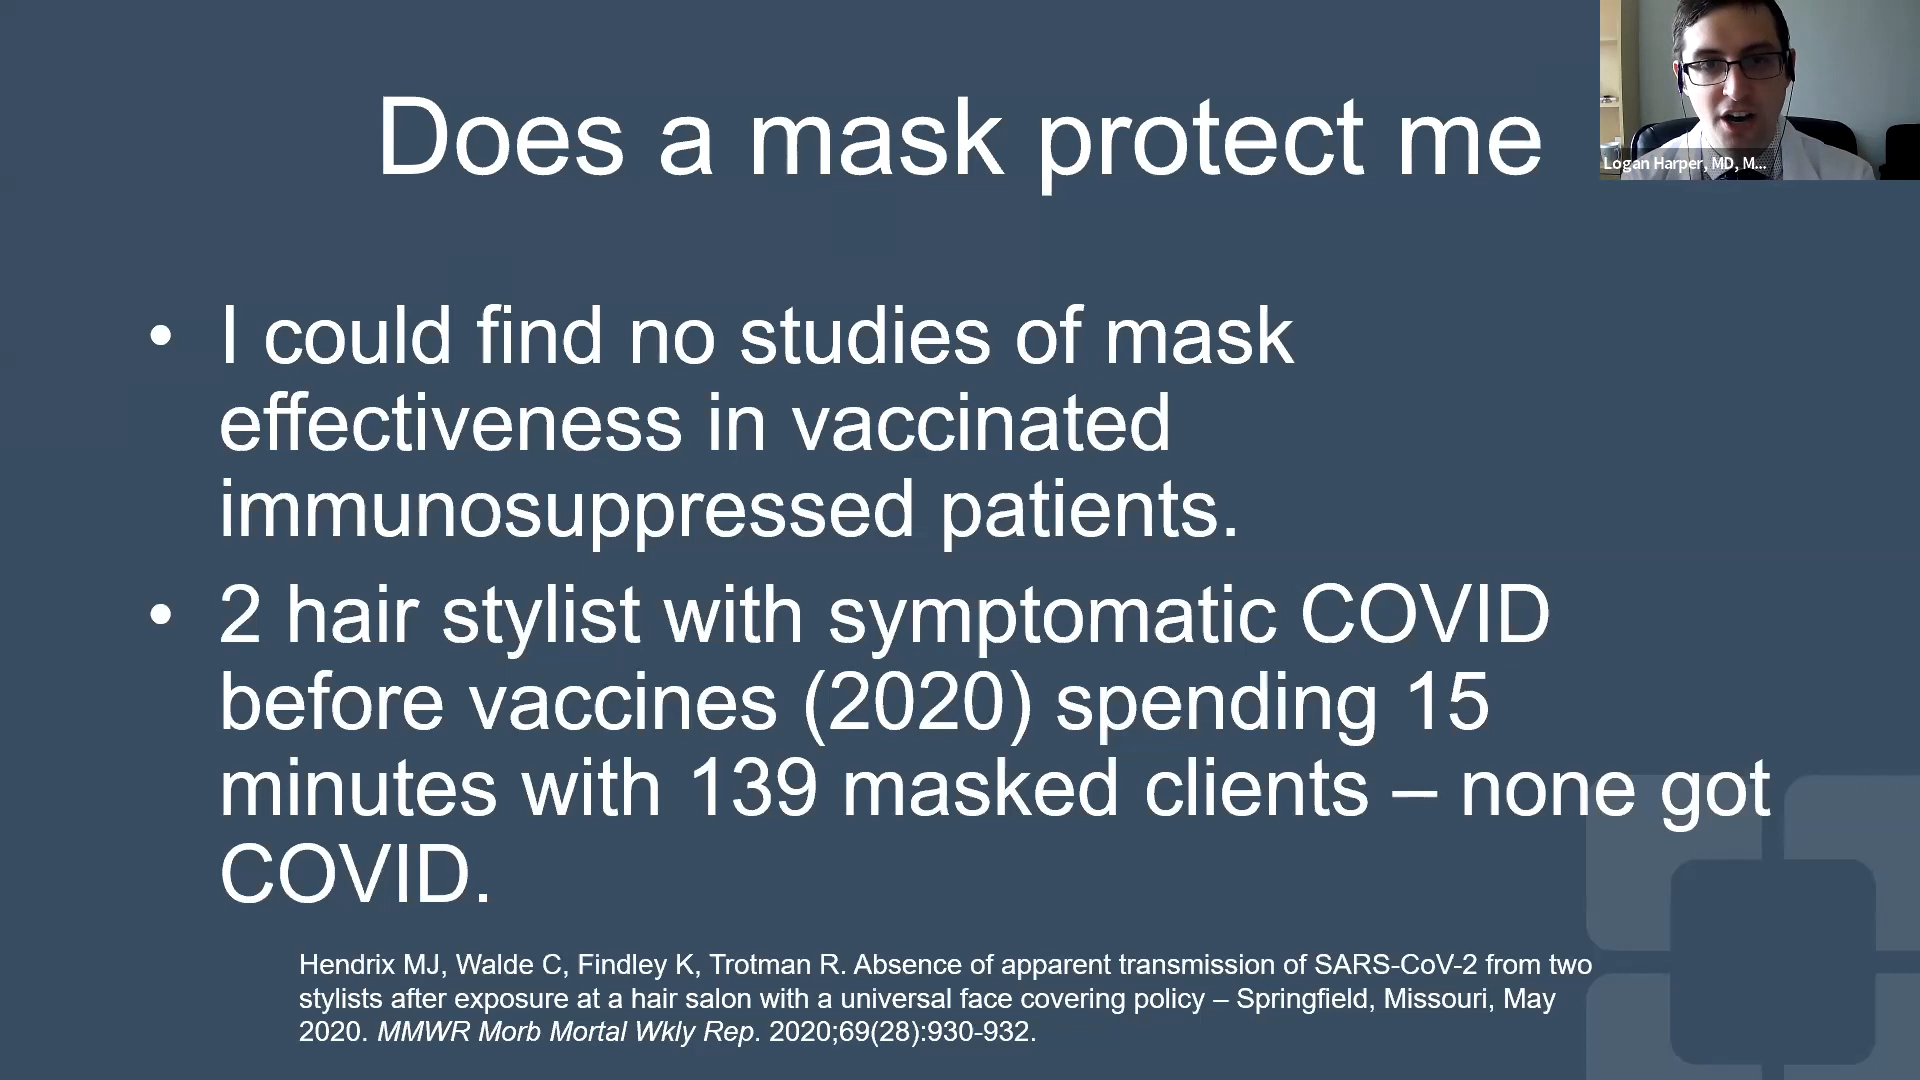 Does a mask protect me
Logan Harper, MD, M...
• I could find no studies of mask
effectiveness in vaccinated
immunosuppressed patients.
• 2 hair stylist with symptomatic COVID
before vaccines (2020) spending 15
minutes with 139 masked clients – none got
COVID.
Hendrix MJ, Walde C, Findley K, Trotman R. Absence of apparent transmission of SARS-CoV-2 from two
stylists after exposure at a hair salon with a universal face covering policy – Springfield, Missouri, May
2020. MMWR Morb Mortal Wkly Rep. 2020;69(28):930-932.